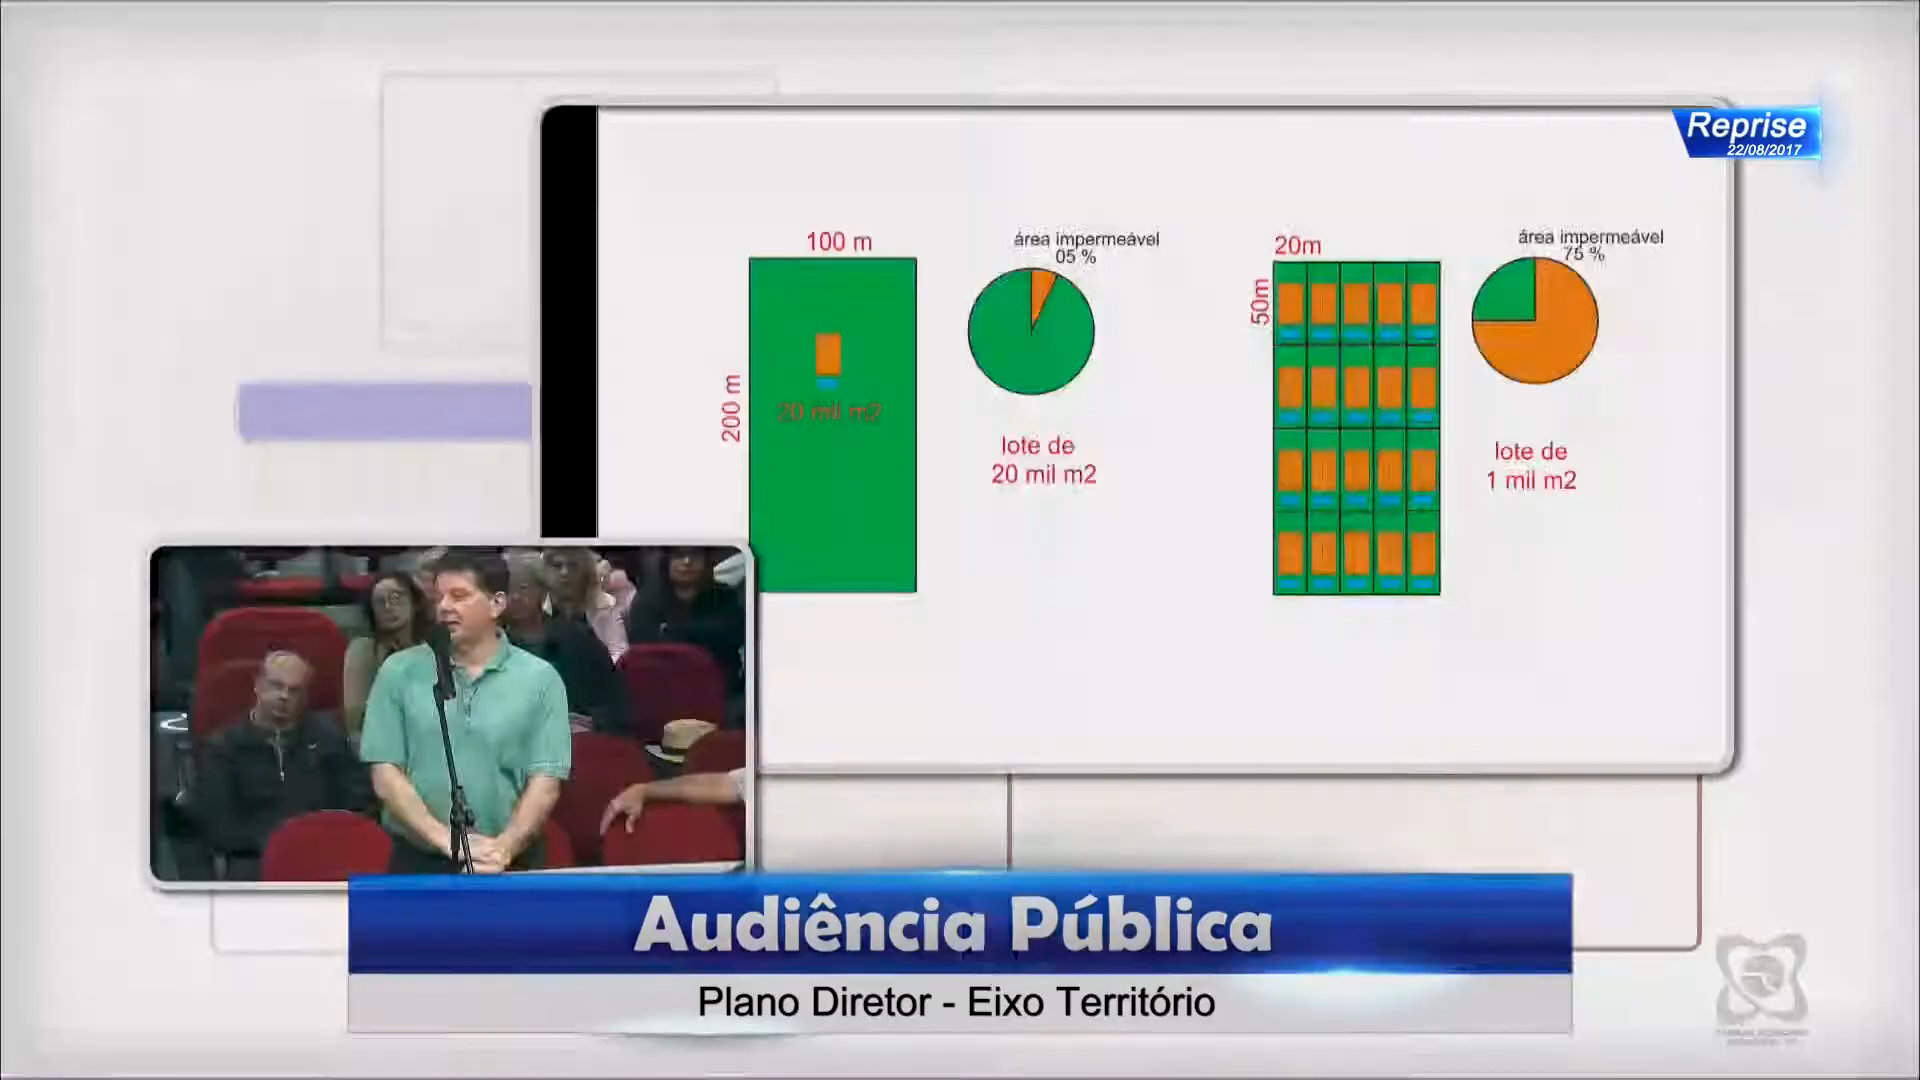 Reprise
22/08/2017
100 m
área impermeável
05 %
200 m
20 mil m2
lote de
20 mil m2
20m
50m
área impermeável
75 %
lote de
1 mil m2
Audiência Pública
Plano Diretor - Eixo Território